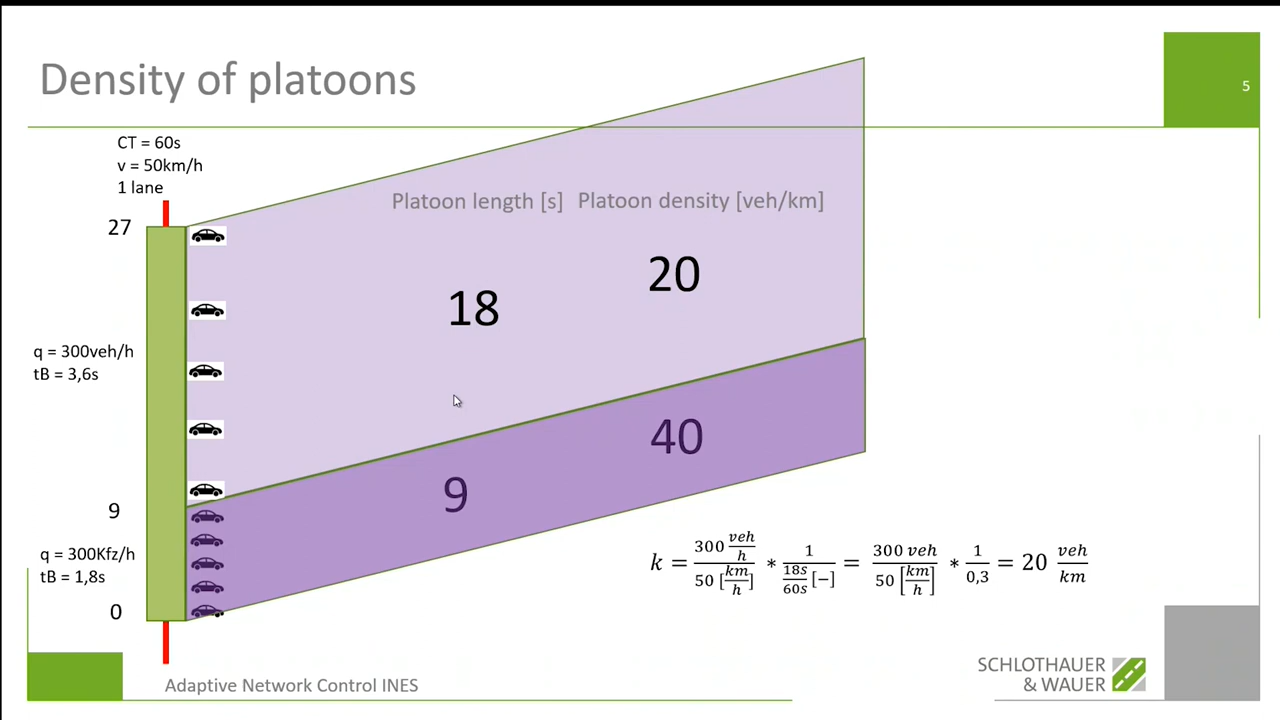 Density of platoons
5
CT = 60s
v = 50km/h
1 lane
27
Platoon length [s] Platoon density [veh/km]
20
18
q = 300veh/h
tB = 3,6s
40
9
9
q = 300Kfz/h
tB = 1,8s
0
k = 300 veh/h / 50 [km/h] * 1 / 18s/60s [-] = 300 veh / 50 [km/h] * 1 / 0,3 = 20 veh/km
SCHLOTHAUER
& WAUER
Adaptive Network Control INES